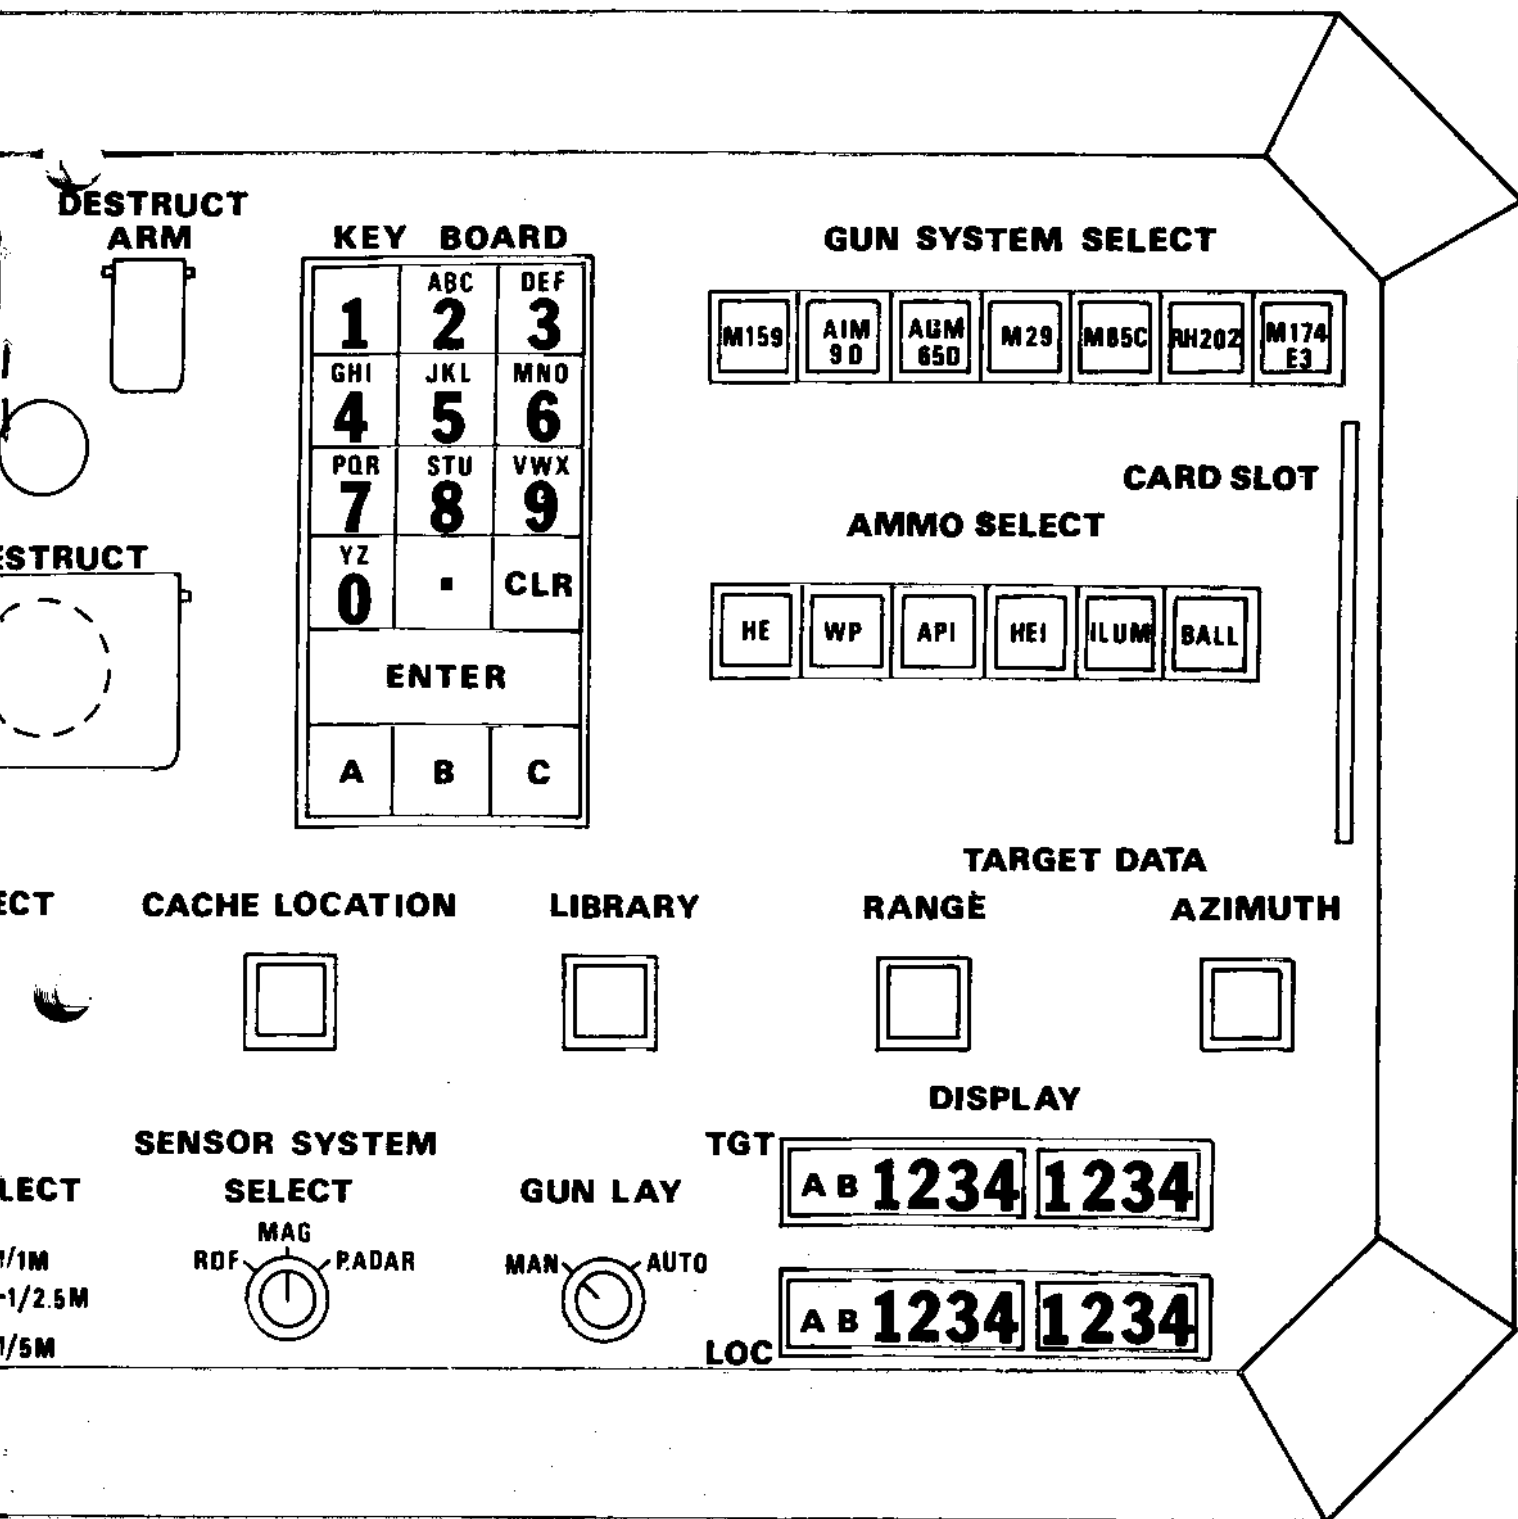 DESTRUCT
ARM
KEY BOARD
GUN SYSTEM SELECT
1
ABC
2
DEF
3
GHI
4
JKL
5
MNO
6
PQR
7
STU
8
VWX
9
YZ
0
.
CLR
ENTER
A
B
C
M159
AIM
9D
AGM
65D
M29
M85C
RH202
M174
E3
CARD SLOT
AMMO SELECT
HE
WP
API
HEI
ILUM
BALL
ESTRUCT
TARGET DATA
ECT
CACHE LOCATION
LIBRARY
RANGE
AZIMUTH
DISPLAY
SENSOR SYSTEM
SELECT
LECT
GUN LAY
TGT
A B 1234 1234
RDF
MAG
RADAR
MAN
AUTO
/1M
1/2.5M
/5M
LOC
A B 1234 1234